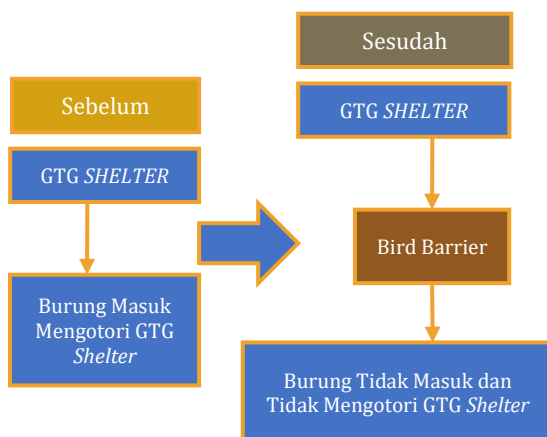 Sebelum
GTG SHELTER
Burung Masuk
Mengotori GTG
Shelter
Sesudah
GTG SHELTER
Bird Barrier
Burung Tidak Masuk dan
Tidak Mengotori GTG Shelter